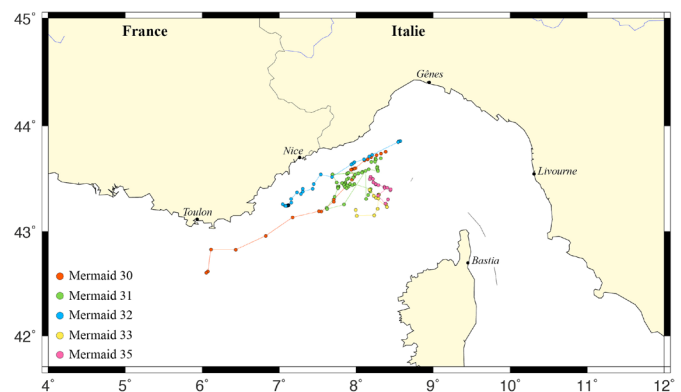 45°
France
Italie
Gênes
44°
Nice
Livourne
Toulon
43°
Bastia
Mermaid 30
Mermaid 31
Mermaid 32
42°
Mermaid 33
Mermaid 35
4° 5° 6° 7° 8° 9° 10° 11° 12°